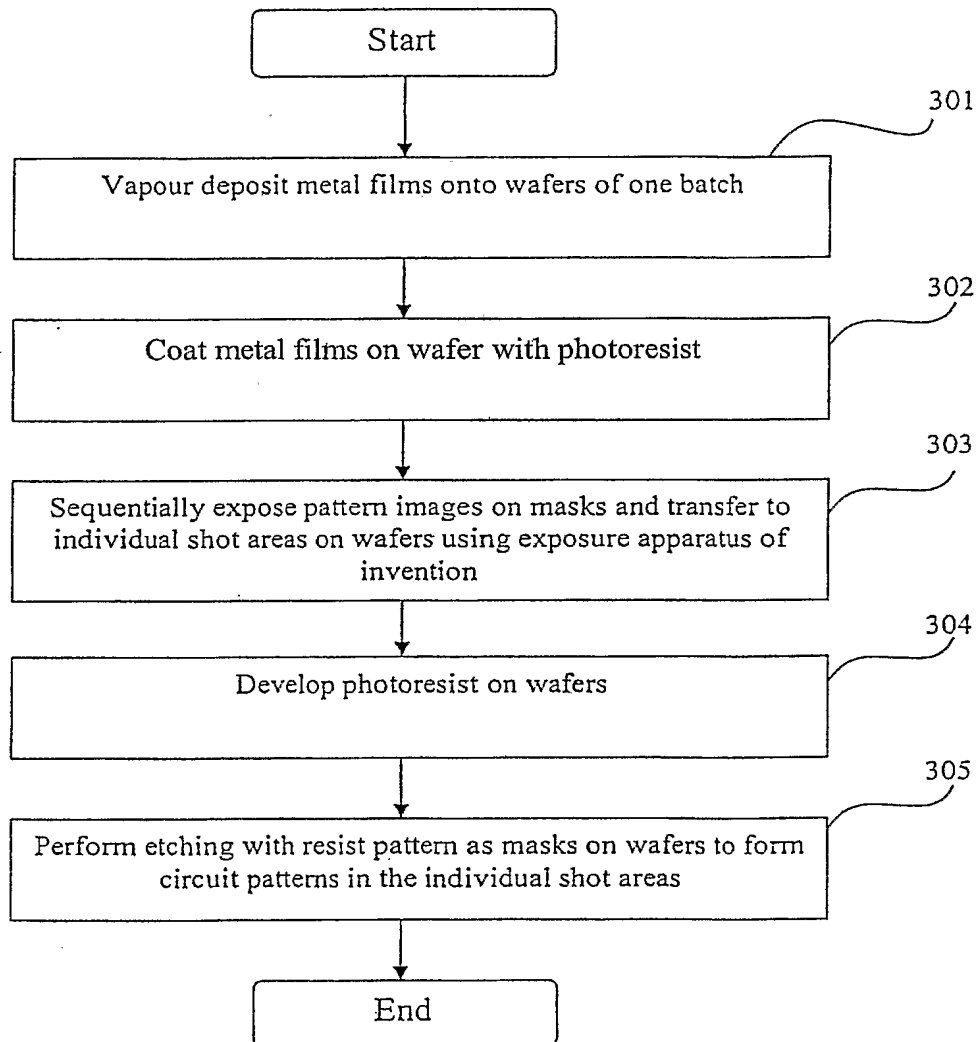 Start
301
Vapour deposit metal films onto wafers of one batch
302
Coat metal films on wafer with photoresist
303
Sequentially expose pattern images on masks and transfer to
individual shot areas on wafers using exposure apparatus of
invention
304
Develop photoresist on wafers
305
Perform etching with resist pattern as masks on wafers to form
circuit patterns in the individual shot areas
End